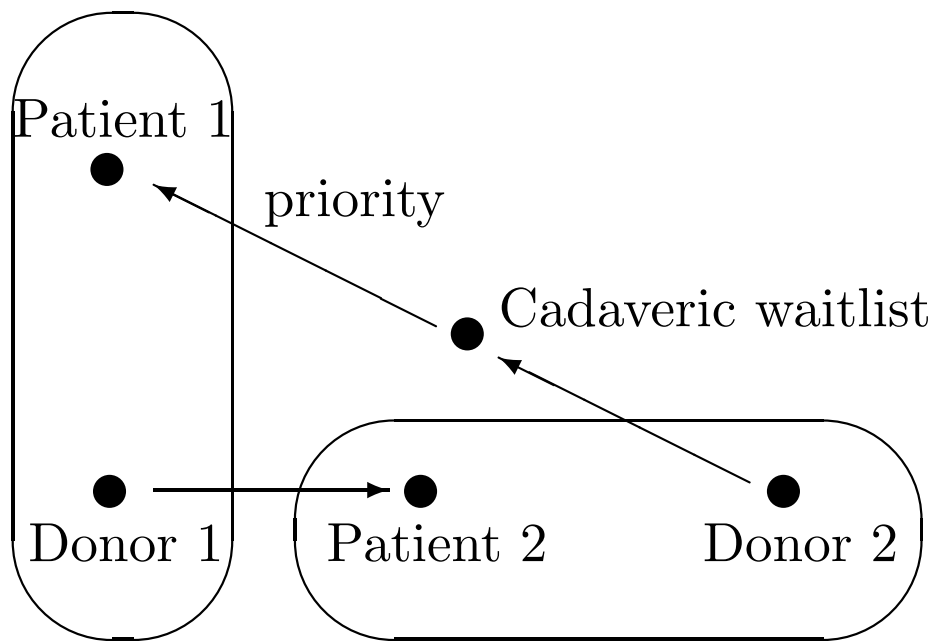 Patient 1
priority
Cadaveric waitlist
Donor 1
Patient 2
Donor 2